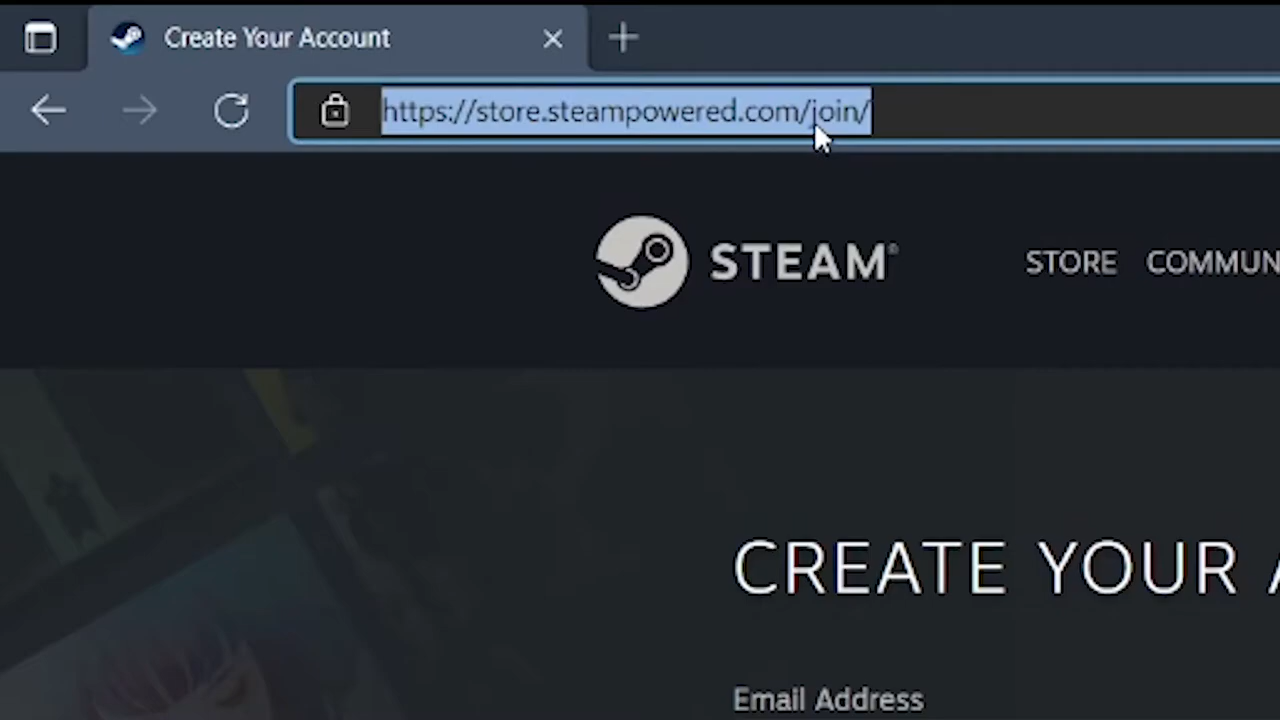 Create Your Account
https://store.steampowered.com/join/
STEAM®
STORE COMMUN
CREATE YOUR
Email Address